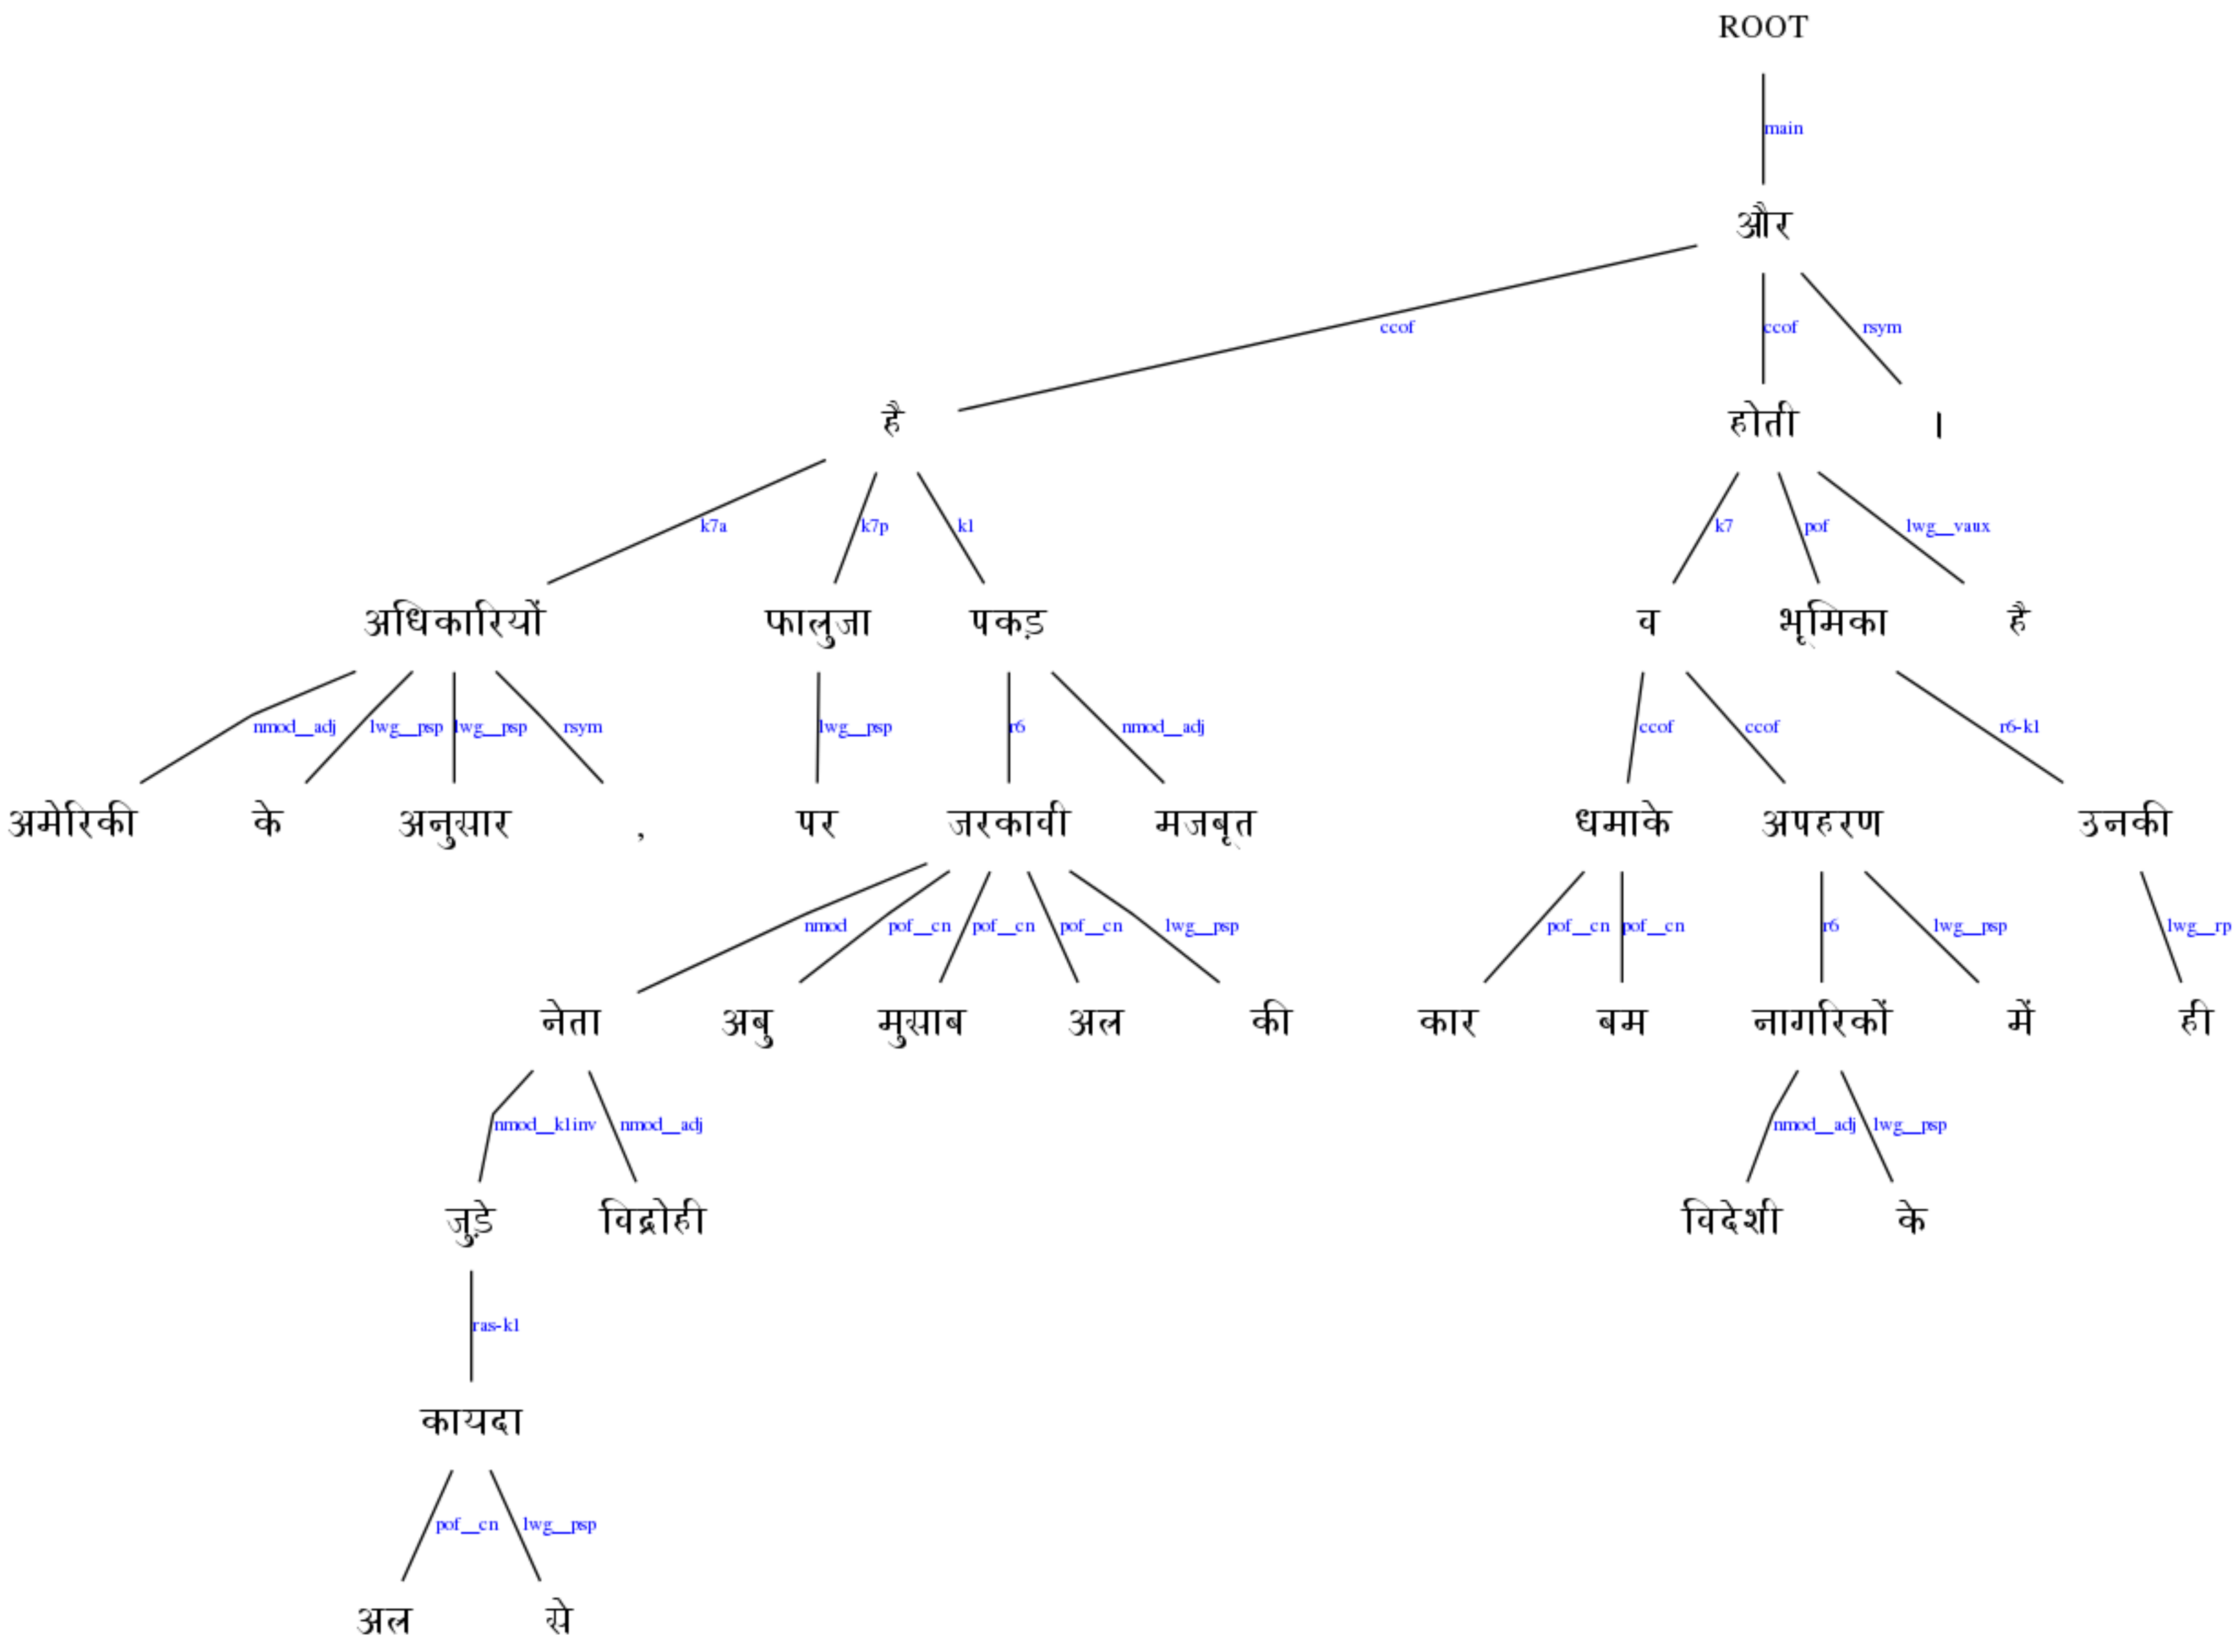 ROOT
main
और
ccof ccof rsym
है होती ।
k7a k7p k1 k7 pof lwg__vaux
अधिकारियों फालुजा पकड़ व भूमिका है
nmod__adj lwg__psp lwg__psp rsym lwg__psp r6 nmod__adj ccof ccof r6-k1
अमेरिकी के अनुसार , पर जरकावी मजबूत धमाके अपहरण उनकी
nmod pof__cn pof__cn pof__cn lwg__psp pof__cn pof__cn r6 lwg__psp lwg__rp
नेता अबु मुसाब अल की कार बम नागरिकों में ही
nmod__k1inv nmod__adj nmod__adj lwg__psp
जुड़े विद्रोही विदेशी के
ras-k1
कायदा
pof__cn lwg__psp
अल से